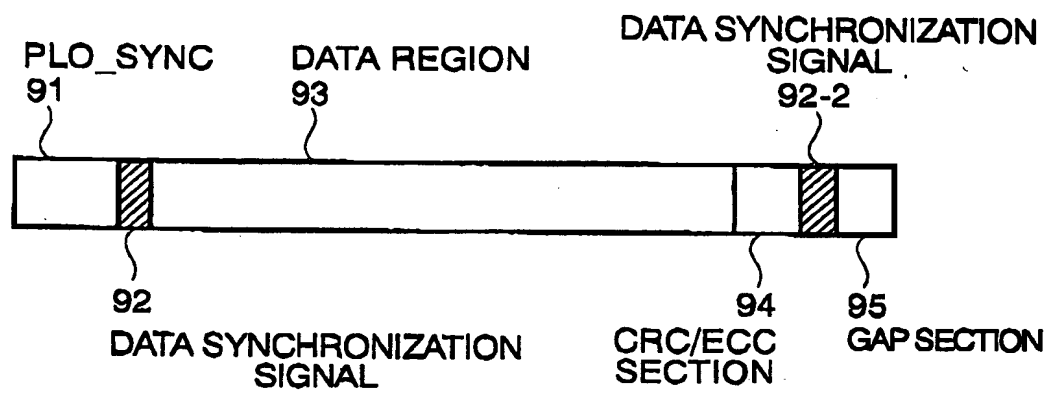 PLO_SYNC
91
DATA REGION
93
DATA SYNCHRONIZATION
SIGNAL
92-2
92
DATA SYNCHRONIZATION
SIGNAL
94
CRC/ECC
SECTION
95
GAP SECTION